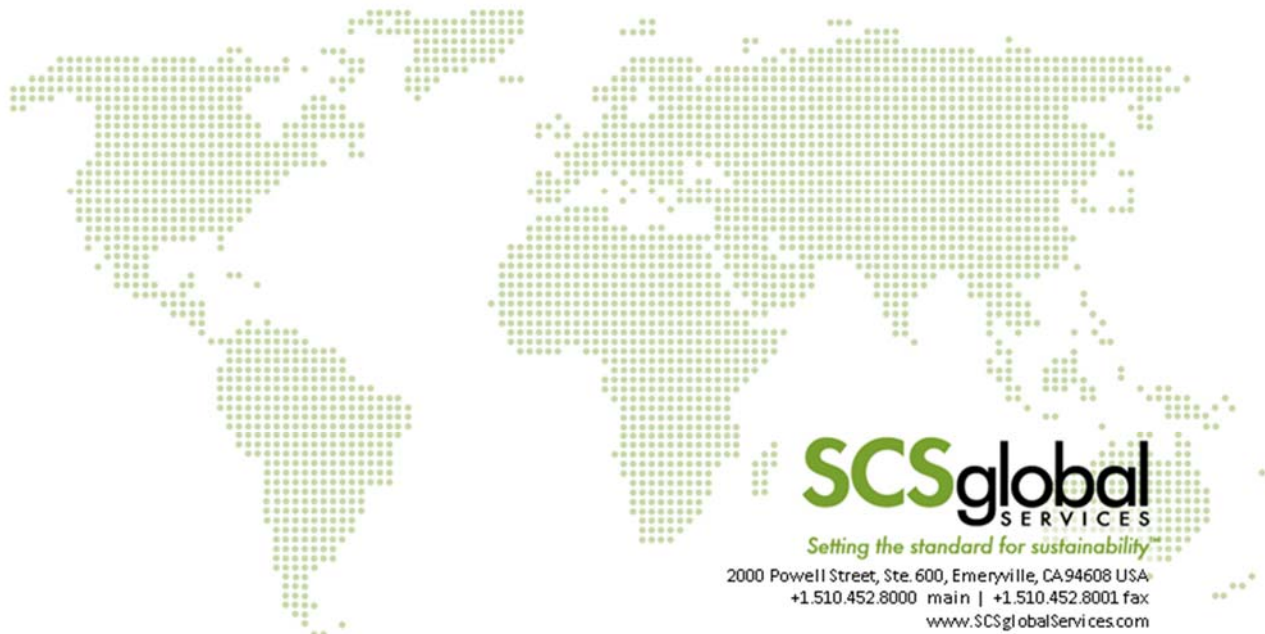 SCSglobal
SERVICES
Setting the standard for sustainability™
2000 Powell Street, Ste. 600, Emeryville, CA 94608 USA
+1.510.452.8000 main | +1.510.452.8001 fax
www.SCSglobalServices.com